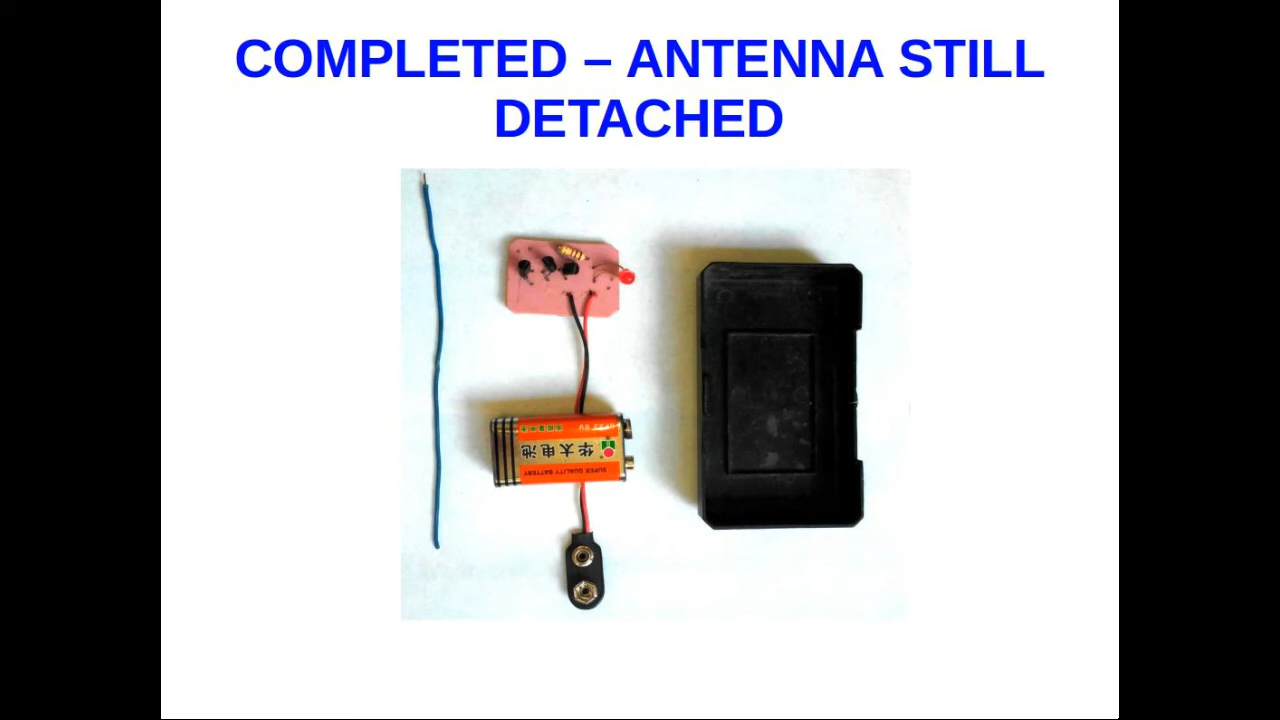 COMPLETED – ANTENNA STILL
DETACHED
华太电池
SUPER QUALITY BATTERY